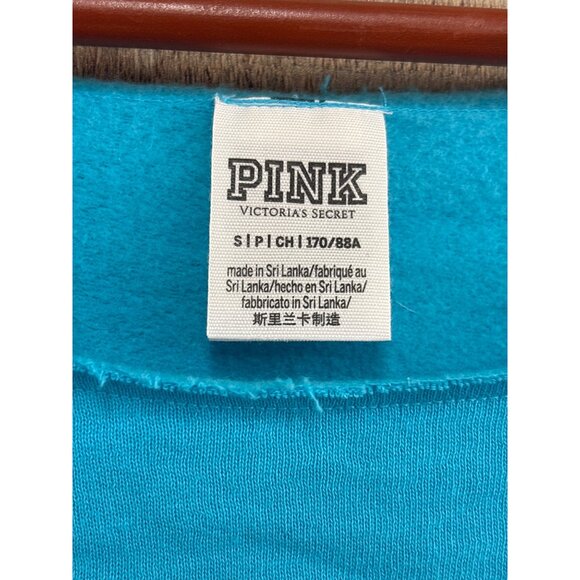 PINK
VICTORIA'S SECRET
S | P | CH | 170/88A
made in Sri Lanka/fabriqué au
Sri Lanka/hecho en Sri Lanka/
fabbricato in Sri Lanka/
斯里兰卡制造